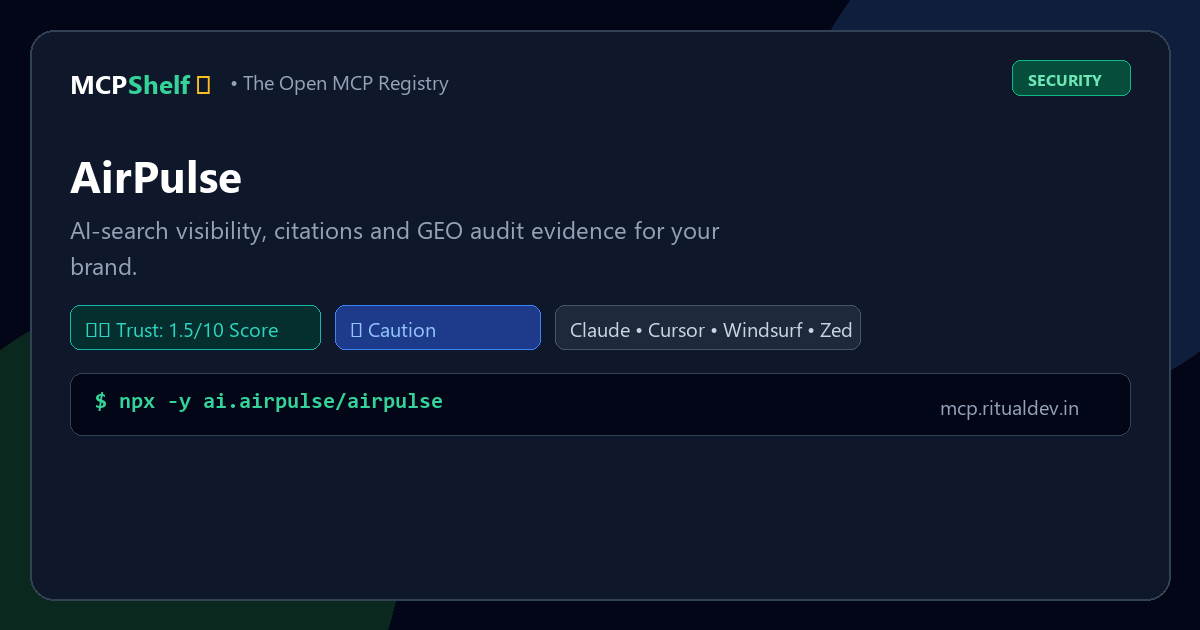 MCPShelf • The Open MCP Registry
SECURITY
AirPulse
AI-search visibility, citations and GEO audit evidence for your
brand.
Trust: 1.5/10 Score
Caution
Claude • Cursor • Windsurf • Zed
$ npx -y ai.airpulse/airpulse
mcp.ritualdev.in